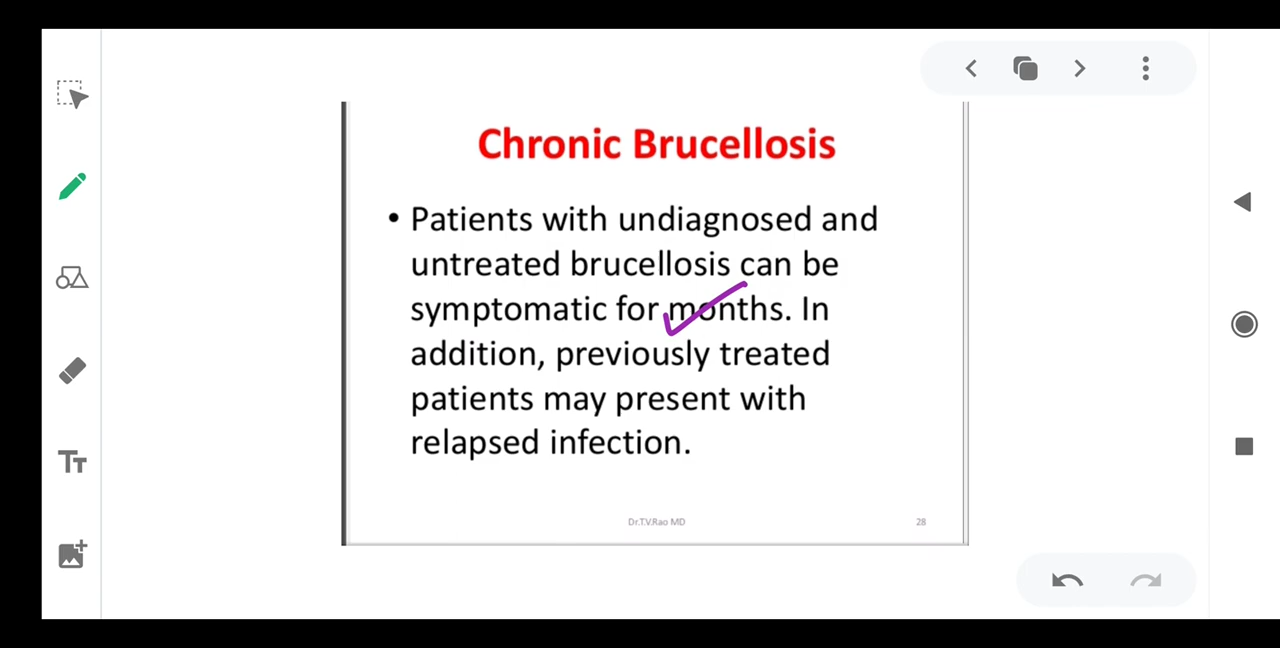 Chronic Brucellosis
• Patients with undiagnosed and
untreated brucellosis can be
symptomatic for months. In
addition, previously treated
patients may present with
relapsed infection.
Dr.T.V.Rao MD 28
TT